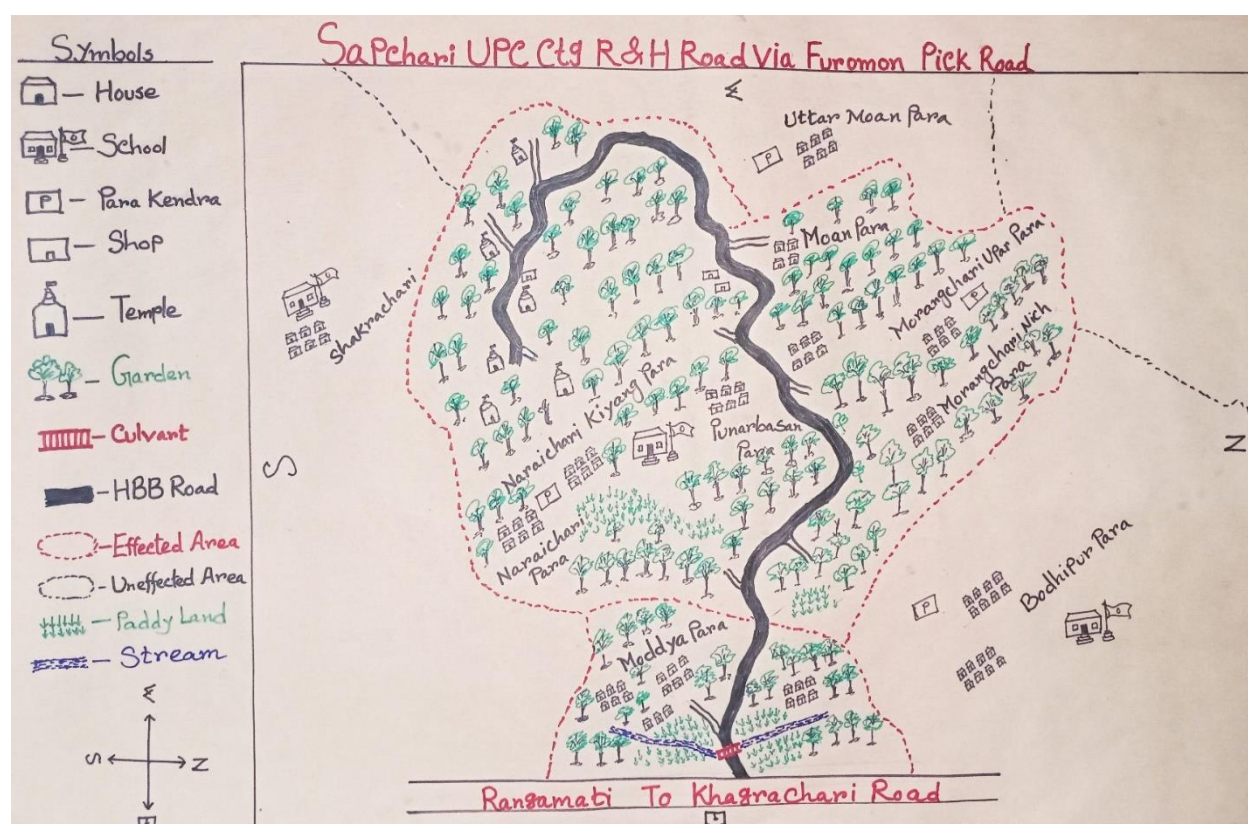 Sapchari UPC Ctg R&H Road Via Furomon Pick Road
Symbols
House
School
P - Para Kendra
Shop
Temple
Garden
Culvart
HBB Road
Effected Area
Uneffected Area
Paddy Land
Stream
W
S
N
E
W
Uttar Moan Para
P
Moan Para
Morangchari Upar Para
P
Morangchari Nich
Para
Shakrachari
S
N
Naraichari Kiyang Para
P
Punarbasan
Para
Naraichari
Para
Bodhipur Para
P
Moddya Para
Rangamati To Khagrachari Road
E